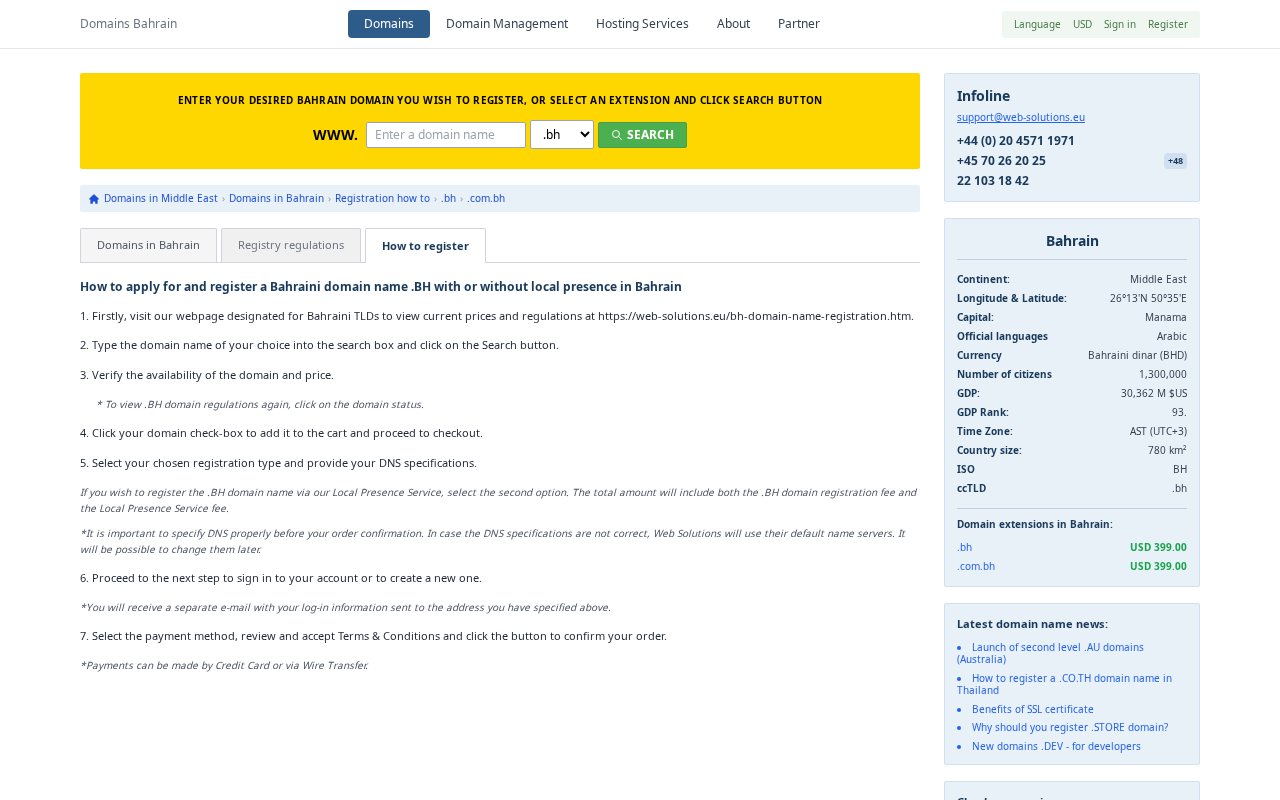 Domains Bahrain
Domains
Domain Management
Hosting Services
About
Partner
Language
USD
Sign in
Register
ENTER YOUR DESIRED BAHRAIN DOMAIN YOU WISH TO REGISTER, OR SELECT AN EXTENSION AND CLICK SEARCH BUTTON
WWW.
Enter a domain name
.bh
SEARCH
Domains in Middle East › Domains in Bahrain › Registration how to › .bh › .com.bh
Domains in Bahrain
Registry regulations
How to register
How to apply for and register a Bahraini domain name .BH with or without local presence in Bahrain
1. Firstly, visit our webpage designated for Bahraini TLDs to view current prices and regulations at https://web-solutions.eu/bh-domain-name-registration.htm.
2. Type the domain name of your choice into the search box and click on the Search button.
3. Verify the availability of the domain and price.
* To view .BH domain regulations again, click on the domain status.
4. Click your domain check-box to add it to the cart and proceed to checkout.
5. Select your chosen registration type and provide your DNS specifications.
If you wish to register the .BH domain name via our Local Presence Service, select the second option. The total amount will include both the .BH domain registration fee and
the Local Presence Service fee.
*It is important to specify DNS properly before your order confirmation. In case the DNS specifications are not correct, Web Solutions will use their default name servers. It
will be possible to change them later.
6. Proceed to the next step to sign in to your account or to create a new one.
*You will receive a separate e-mail with your log-in information sent to the address you have specified above.
7. Select the payment method, review and accept Terms & Conditions and click the button to confirm your order.
*Payments can be made by Credit Card or via Wire Transfer.
Infoline
support@web-solutions.eu
+44 (0) 20 4571 1971
+45 70 26 20 25
+48
22 103 18 42
Bahrain
Continent: Middle East
Longitude & Latitude: 26°13'N 50°35'E
Capital: Manama
Official languages Arabic
Currency Bahraini dinar (BHD)
Number of citizens 1,300,000
GDP: 30,362 M $US
GDP Rank: 93.
Time Zone: AST (UTC+3)
Country size: 780 km²
ISO BH
ccTLD .bh
Domain extensions in Bahrain:
.bh USD 399.00
.com.bh USD 399.00
Latest domain name news:
• Launch of second level .AU domains
(Australia)
• How to register a .CO.TH domain name in
Thailand
• Benefits of SSL certificate
• Why should you register .STORE domain?
• New domains .DEV - for developers